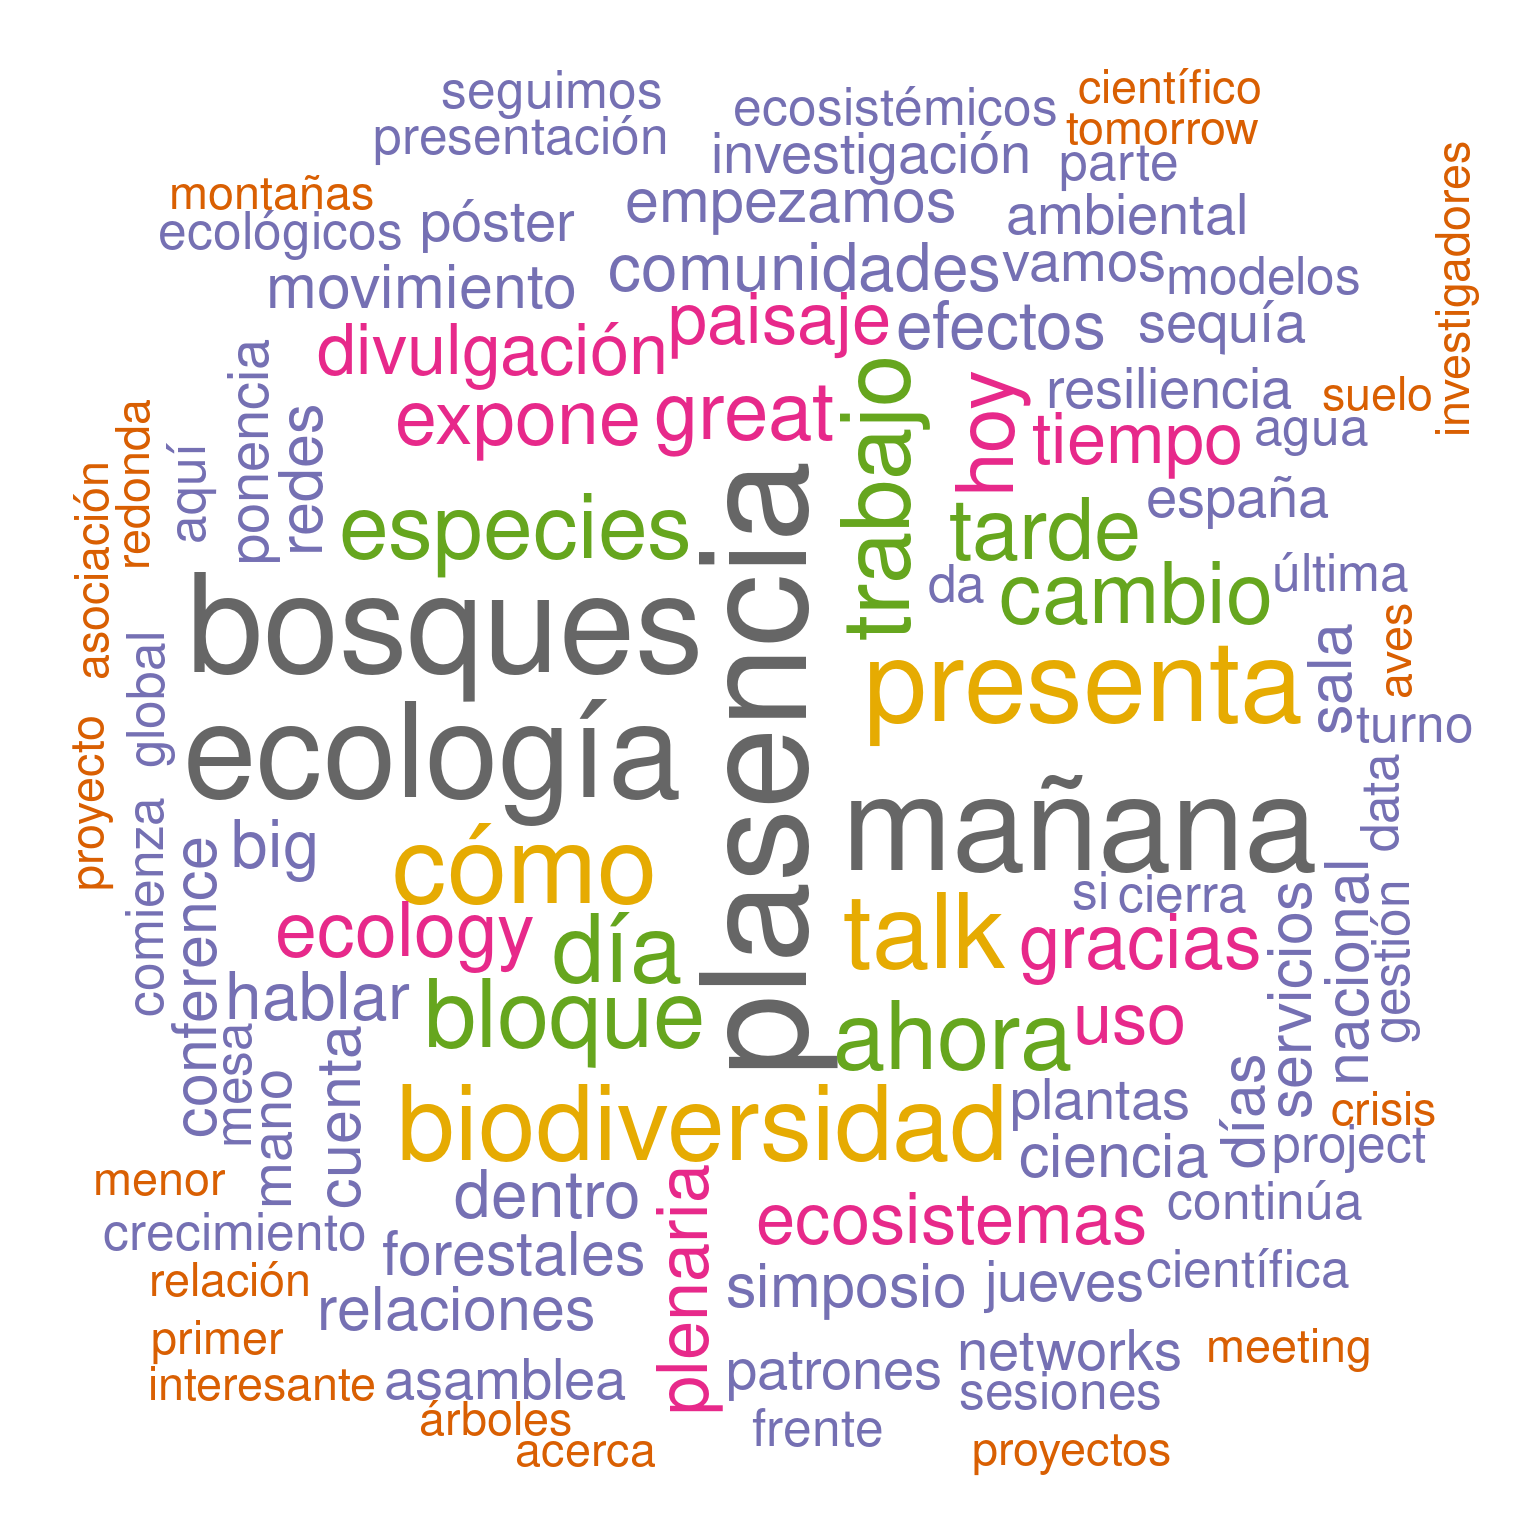 seguimos
ecosistémicos
científico
presentación
investigación
tomorrow
parte
montañas
empezamos
ecológicos
póster
ambiental
investigadores
movimiento
comunidades
vamos
modelos
divulgación
paisaje
efectos
sequía
expone
great
trabajo
hoy
resiliencia
suelo
tiempo
agua
ponencia
redes
redonda
aquí
asociación
especies
plasencia
tarde
españa
bosques
da
cambio
última
global
presenta
sala
aves
turno
ecología
proyecto
mañana
data
comienza
big
cómo
si
cierra
conference
ecology
día
talk
gracias
servicios
nacional
gestión
hablar
bloque
ahora
uso
mesa
mano
cuenta
biodiversidad
plantas
días
crisis
project
ciencia
menor
dentro
plenaria
ecosistemas
continúa
crecimiento
forestales
relación
relaciones
simposio
jueves
científica
primer
interesante
asamblea
patrones
networks
meeting
sesiones
árboles
frente
acerca
proyectos